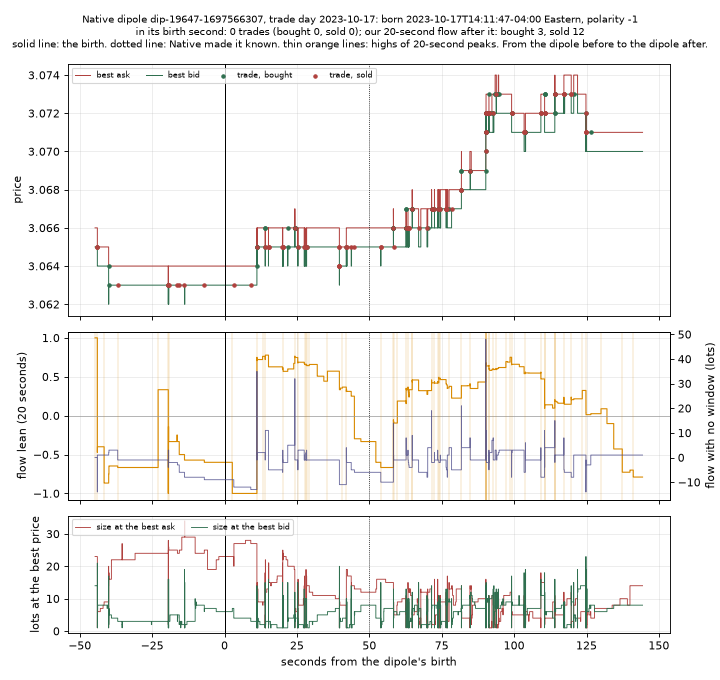 Native dipole dip-19647-1697566307, trade day 2023-10-17: born 2023-10-17T14:11:47-04:00 Eastern, polarity -1
in its birth second: 0 trades (bought 0, sold 0); our 20-second flow after it: bought 3, sold 12
solid line: the birth. dotted line: Native made it known. thin orange lines: highs of 20-second peaks. From the dipole before to the dipole after.
best ask
best bid
trade, bought
trade, sold
3.074
3.072
3.070
3.068
3.066
3.064
3.062
price
1.0
0.5
0.0
−0.5
−1.0
flow lean (20 seconds)
50
40
30
20
10
0
−10
flow with no window (lots)
size at the best ask
size at the best bid
30
20
10
0
lots at the best price
−50
−25
0
25
50
75
100
125
150
seconds from the dipole's birth